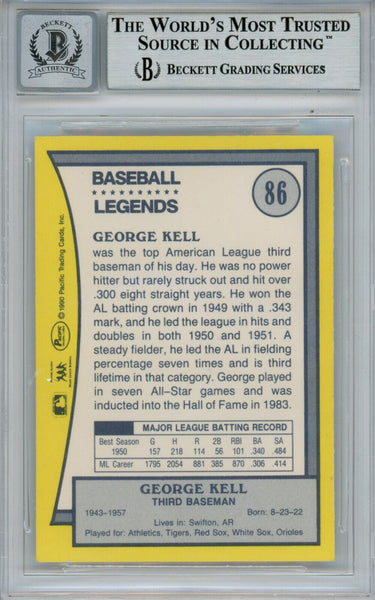 THE WORLD'S MOST TRUSTED
SOURCE IN COLLECTING™
BECKETT GRADING SERVICES
BECKETT
AUTHENTIC
B
BASEBALL
LEGENDS
86
GEORGE KELL
was the top American League third
baseman of his day. He was no power
hitter but rarely struck out and hit over
.300 eight straight years. He won the
AL batting crown in 1949 with a .343
mark, and he led the league in hits and
doubles in both 1950 and 1951. A
steady fielder, he led the AL in fielding
percentage seven times and is third
lifetime in that category. George played
in seven All-Star games and was
inducted into the Hall of Fame in 1983.
MAJOR LEAGUE BATTING RECORD
Best Season G H R 2B RBI BA SA
1950 157 218 114 56 101 .340 .484
ML Career 1795 2054 881 385 870 .306 .414
GEORGE KELL
THIRD BASEMAN
1943–1957 Born: 8–23–22
Lives in: Swifton, AR
Played for: Athletics, Tigers, Red Sox, White Sox, Orioles
©1990 Pacific Trading Cards, Inc.
PACIFIC